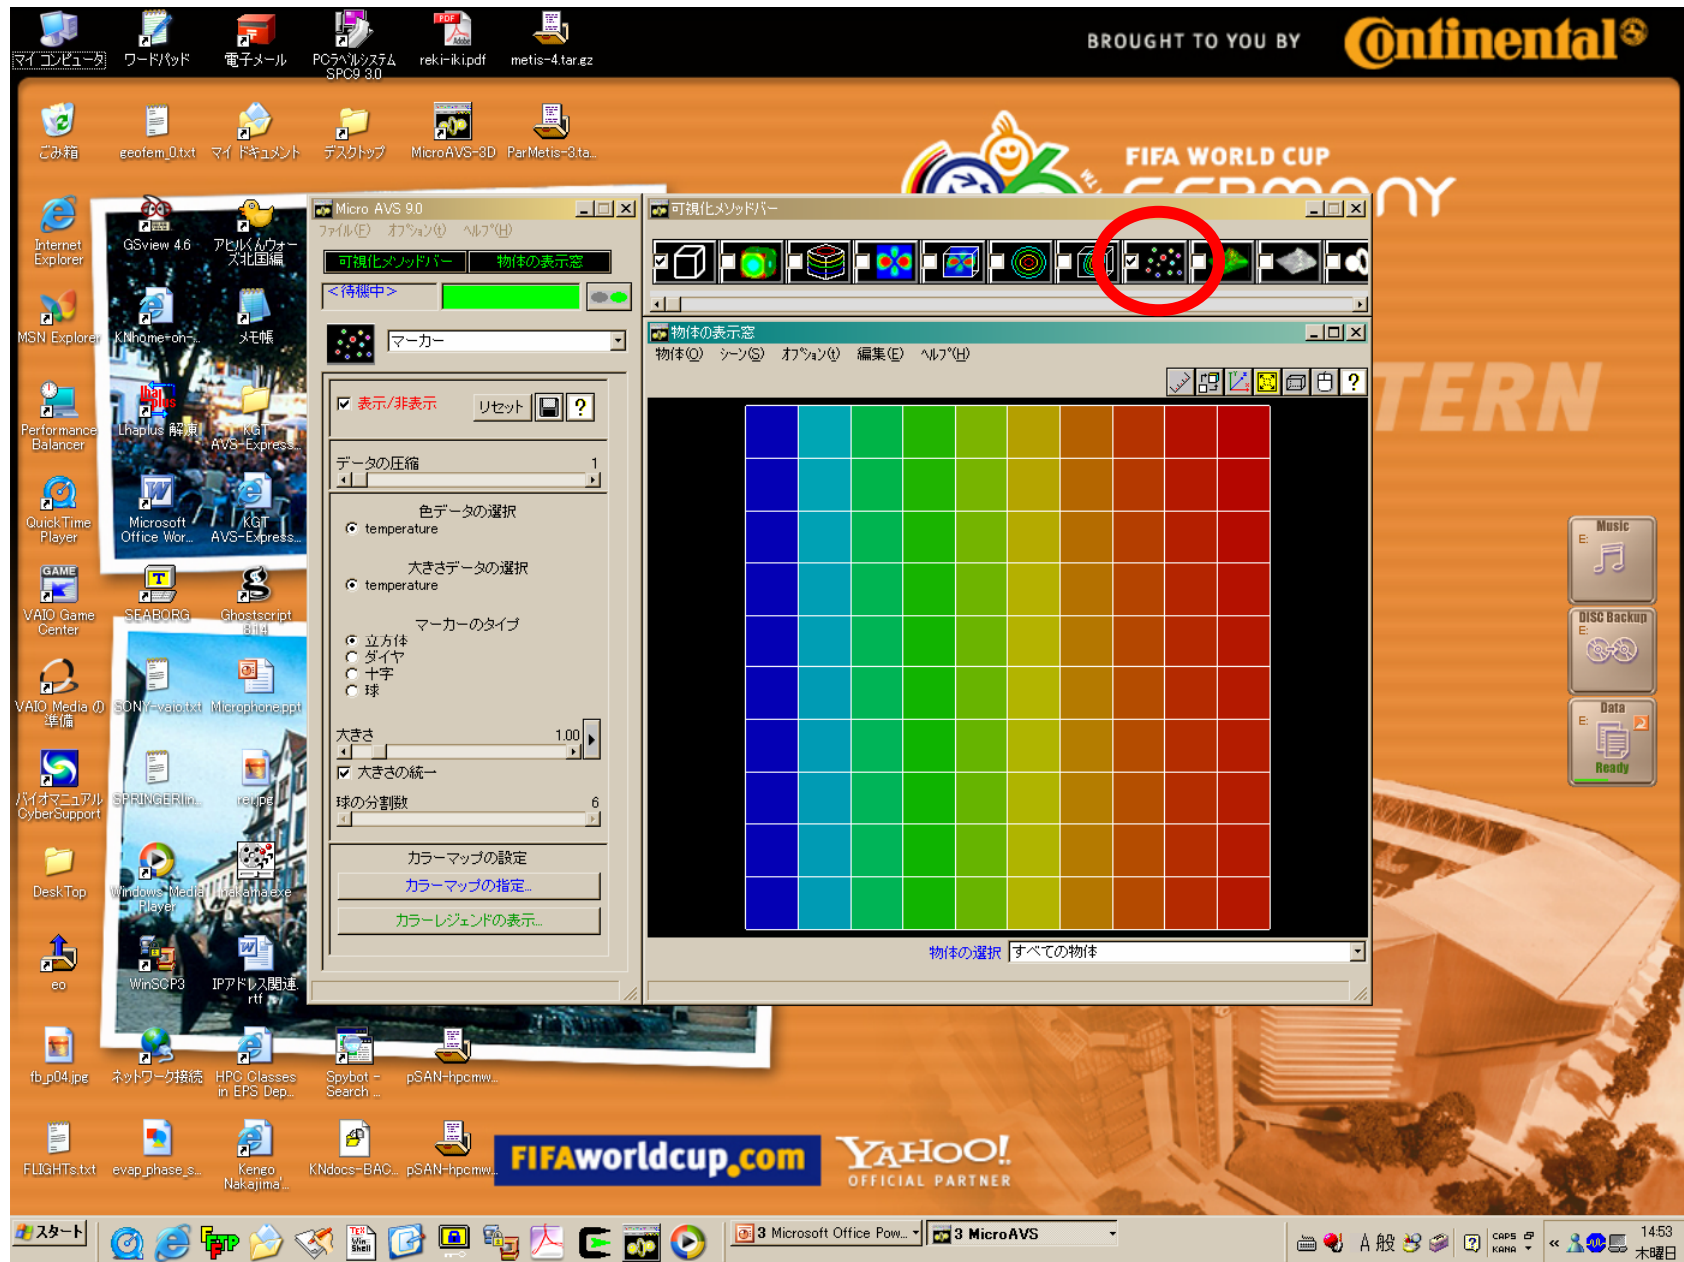 BROUGHT TO YOU BY
Continental
マイ コンピュータ
ワードパッド
電子メール
PCラベルシステム
SPC9 3.0
reki-iki.pdf
metis-4.tar.gz
ごみ箱
geofem_0.txt
マイ ドキュメント
デスクトップ
MicroAVS-3D
ParMetis-3.ta...
FIFA WORLD CUP
GERMANY
Internet
Explorer
GSview 4.6
アヒルくんウォー
ズ北国編
Micro AVS 9.0
ファイル(F) オプション(t) ヘルプ(H)
可視化メソッドバー
物体の表示窓
<待機中>
可視化メソッドバー
マーカー
物体の表示窓
物体(O) シーン(S) オプション(t) 編集(E) ヘルプ(H)
MSN Explorer
KNhome-on-...
メモ帳
表示/非表示
リセット
?
?
TERN
Performance
Balancer
Lhaplus 解凍
KGT
AVS-Express...
データの圧縮
1
色データの選択
temperature
大きさデータの選択
temperature
マーカーのタイプ
立方体
ダイヤ
十字
球
大きさ
1.00
大きさの統一
球の分割数
6
カラーマップの設定
カラーマップの指定...
カラーレジェンドの表示...
QuickTime
Player
Microsoft
Office Wor...
KGT
AVS-Express...
GAME
VAIO Game
Center
SEABORG
Ghostscript
8.14
VAIO Media の
準備
SONY-vaio.txt
Microphone.ppt
バイオマニュアル
CyberSupport
SPRINGERlin...
DeskTop
Windows Media
Player
eo
WinSCP3
IPアドレス関連.
rtf
物体の選択
すべての物体
Music
E:
DISC Backup
E:
Data
E:
Ready
fb_p04.jpg
ネットワーク接続
HPC Classes
in EPS Dep...
Spybot -
Search ...
pSAN-hpcmw...
FLIGHTs.txt
evap_phase_s...
Kengo
Nakajima'...
KNdocs-BAC...
pSAN-hpcmw...
FIFAworldcup.com
YAHOO!
OFFICIAL PARTNER
スタート
3 Microsoft Office Pow...
3 MicroAVS
A 般
CAPS
KANA
14:53
木曜日